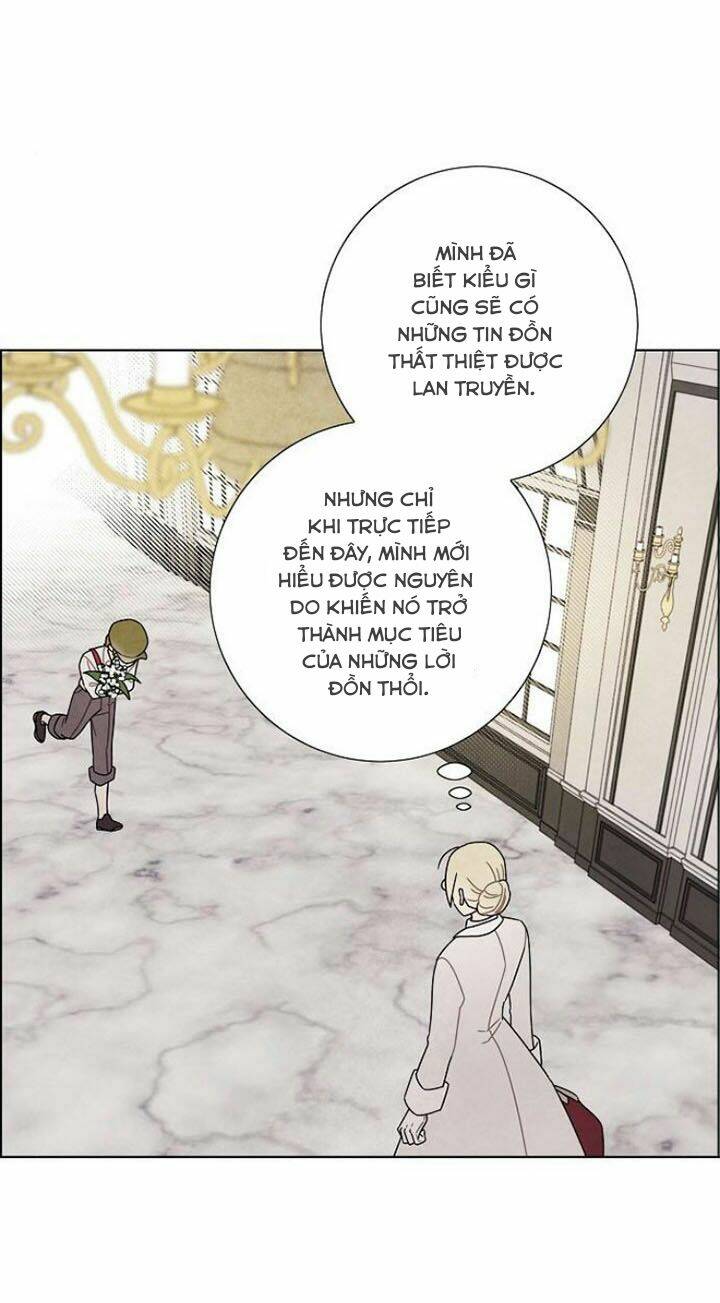 MÌNH ĐÃ
BIẾT KIỂU GÌ
CŨNG SẼ CÓ
NHỮNG TIN ĐỒN
THẤT THIỆT ĐƯỢC
LAN TRUYỀN.
NHƯNG CHỈ
KHI TRỰC TIẾP
ĐẾN ĐÂY, MÌNH MỚI
HIỂU ĐƯỢC NGUYÊN
DO KHIẾN NÓ TRỞ
THÀNH MỤC TIÊU
CỦA NHỮNG LỜI
ĐỒN THỔI.